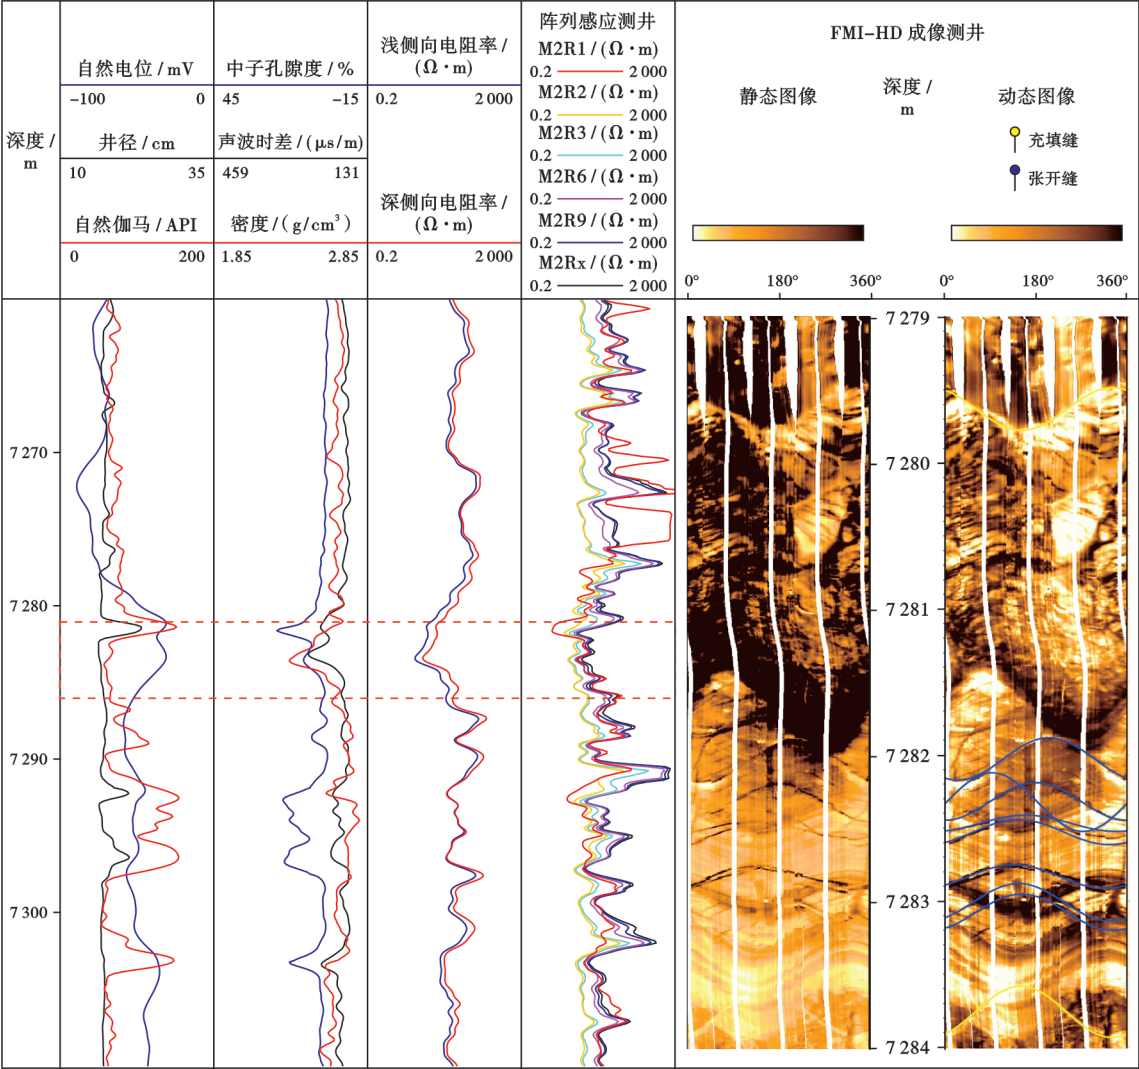 深度 /
m
自然电位 / mV
-100 0
井径 / cm
10 35
自然伽马 / API
0 200
中子孔隙度 / %
45 -15
声波时差 / (μs/m)
459 131
密度 / (g/cm³)
1.85 2.85
浅侧向电阻率 /
(Ω·m)
0.2 2 000
深侧向电阻率 /
(Ω·m)
0.2 2 000
阵列感应测井
M2R1 / (Ω·m)
0.2 2 000
M2R2 / (Ω·m)
0.2 2 000
M2R3 / (Ω·m)
0.2 2 000
M2R6 / (Ω·m)
0.2 2 000
M2R9 / (Ω·m)
0.2 2 000
M2Rx / (Ω·m)
0.2 2 000
FMI-HD 成像测井
静态图像
深度 /
m
动态图像
充填缝
张开缝
0° 180° 360°
0° 180° 360°
7 270
7 280
7 290
7 300
7 279
7 280
7 281
7 282
7 283
7 284